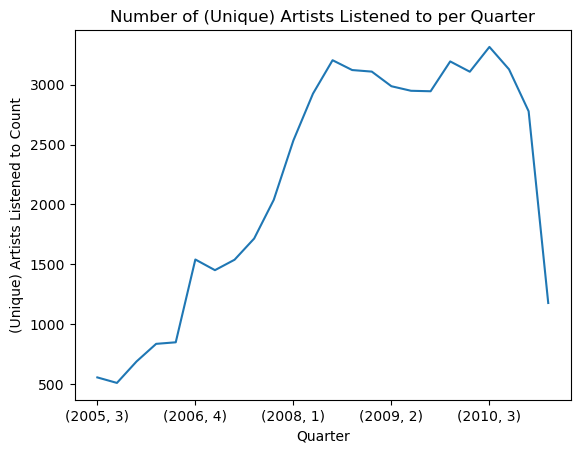 Number of (Unique) Artists Listened to per Quarter
(Unique) Artists Listened to Count
3000
2500
2000
1500
1000
500
(2005, 3) (2006, 4) (2008, 1) (2009, 2) (2010, 3)
Quarter